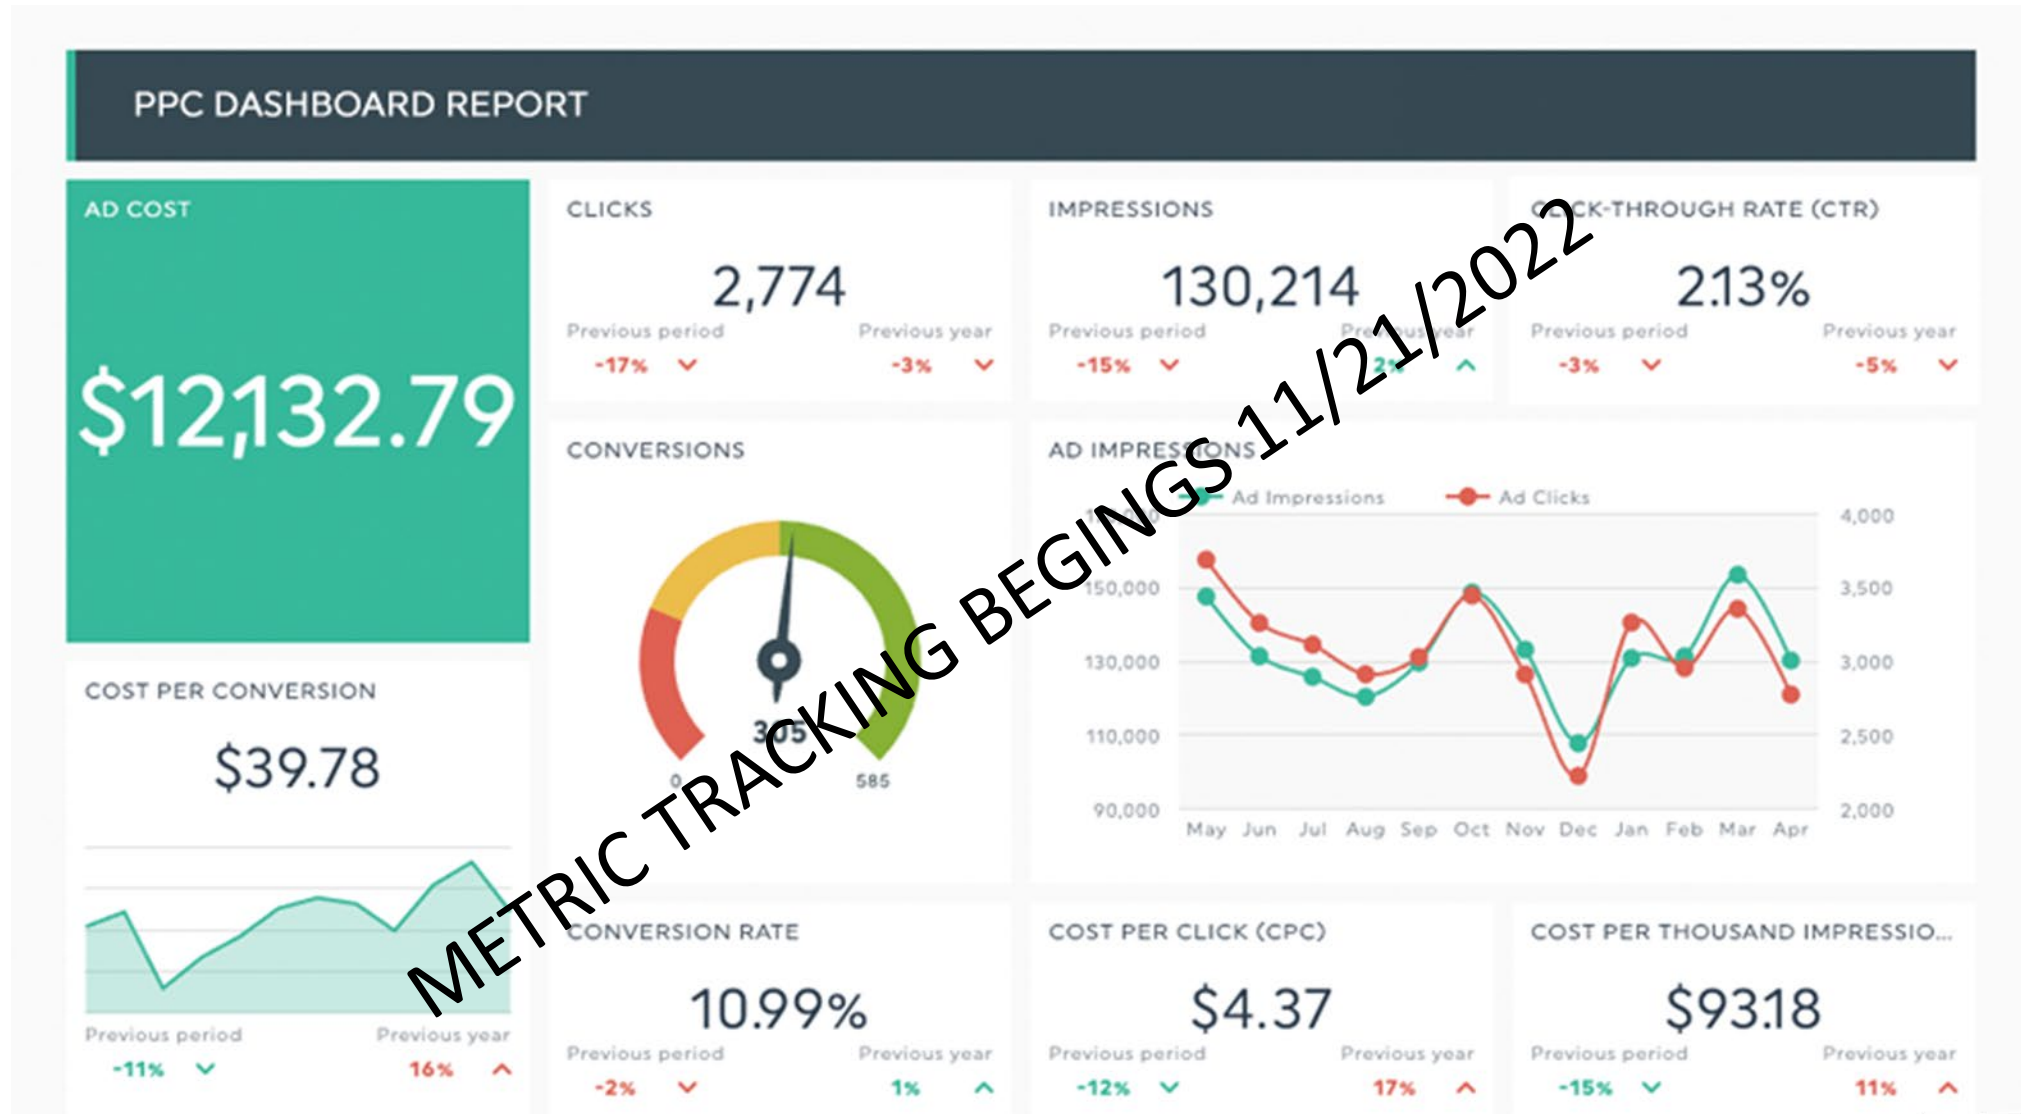 PPC DASHBOARD REPORT
AD COST
$12,132.79
CLICKS
2,774
Previous period Previous year
-17% -3%
IMPRESSIONS
130,214
Previous period Previous year
-15% 2%
CLICK-THROUGH RATE (CTR)
2.13%
Previous period Previous year
-3% -5%
COST PER CONVERSION
$39.78
Previous period Previous year
-11% 16%
CONVERSIONS
305
0 585
AD IMPRESSIONS
Ad Impressions Ad Clicks
4,000
150,000 3,500
130,000 3,000
110,000 2,500
90,000 2,000
May Jun Jul Aug Sep Oct Nov Dec Jan Feb Mar Apr
CONVERSION RATE
10.99%
Previous period Previous year
-2% 1%
COST PER CLICK (CPC)
$4.37
Previous period Previous year
-12% 17%
COST PER THOUSAND IMPRESSIO...
$93.18
Previous period Previous year
-15% 11%
METRIC TRACKING BEGINGS 11/21/2022